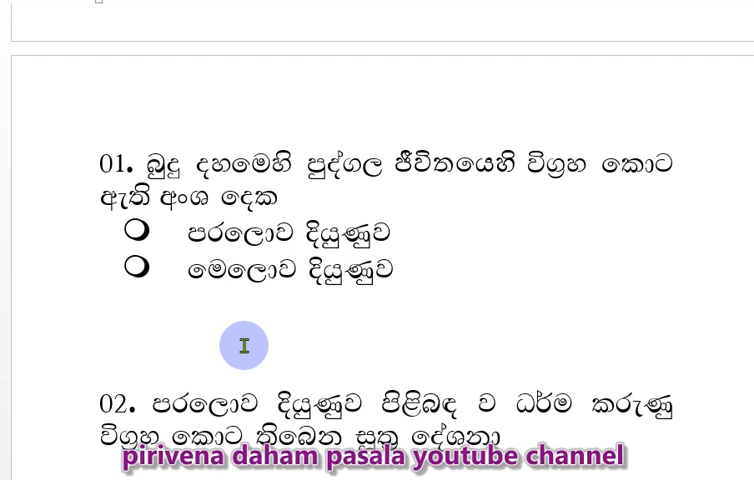 01. බුදු දහමෙහි පුද්ගල ජීවිතයෙහි විග්‍රහ කොට
ඇති අංශ දෙක
පරලොව දියුණුව
මෙලොව දියුණුව
02. පරලොව දියුණුව පිළිබඳ ව ධර්ම කරුණු
විග්‍රහ කොට තිබෙන සූත්‍ර දේශනා
pirivena daham pasala youtube channel